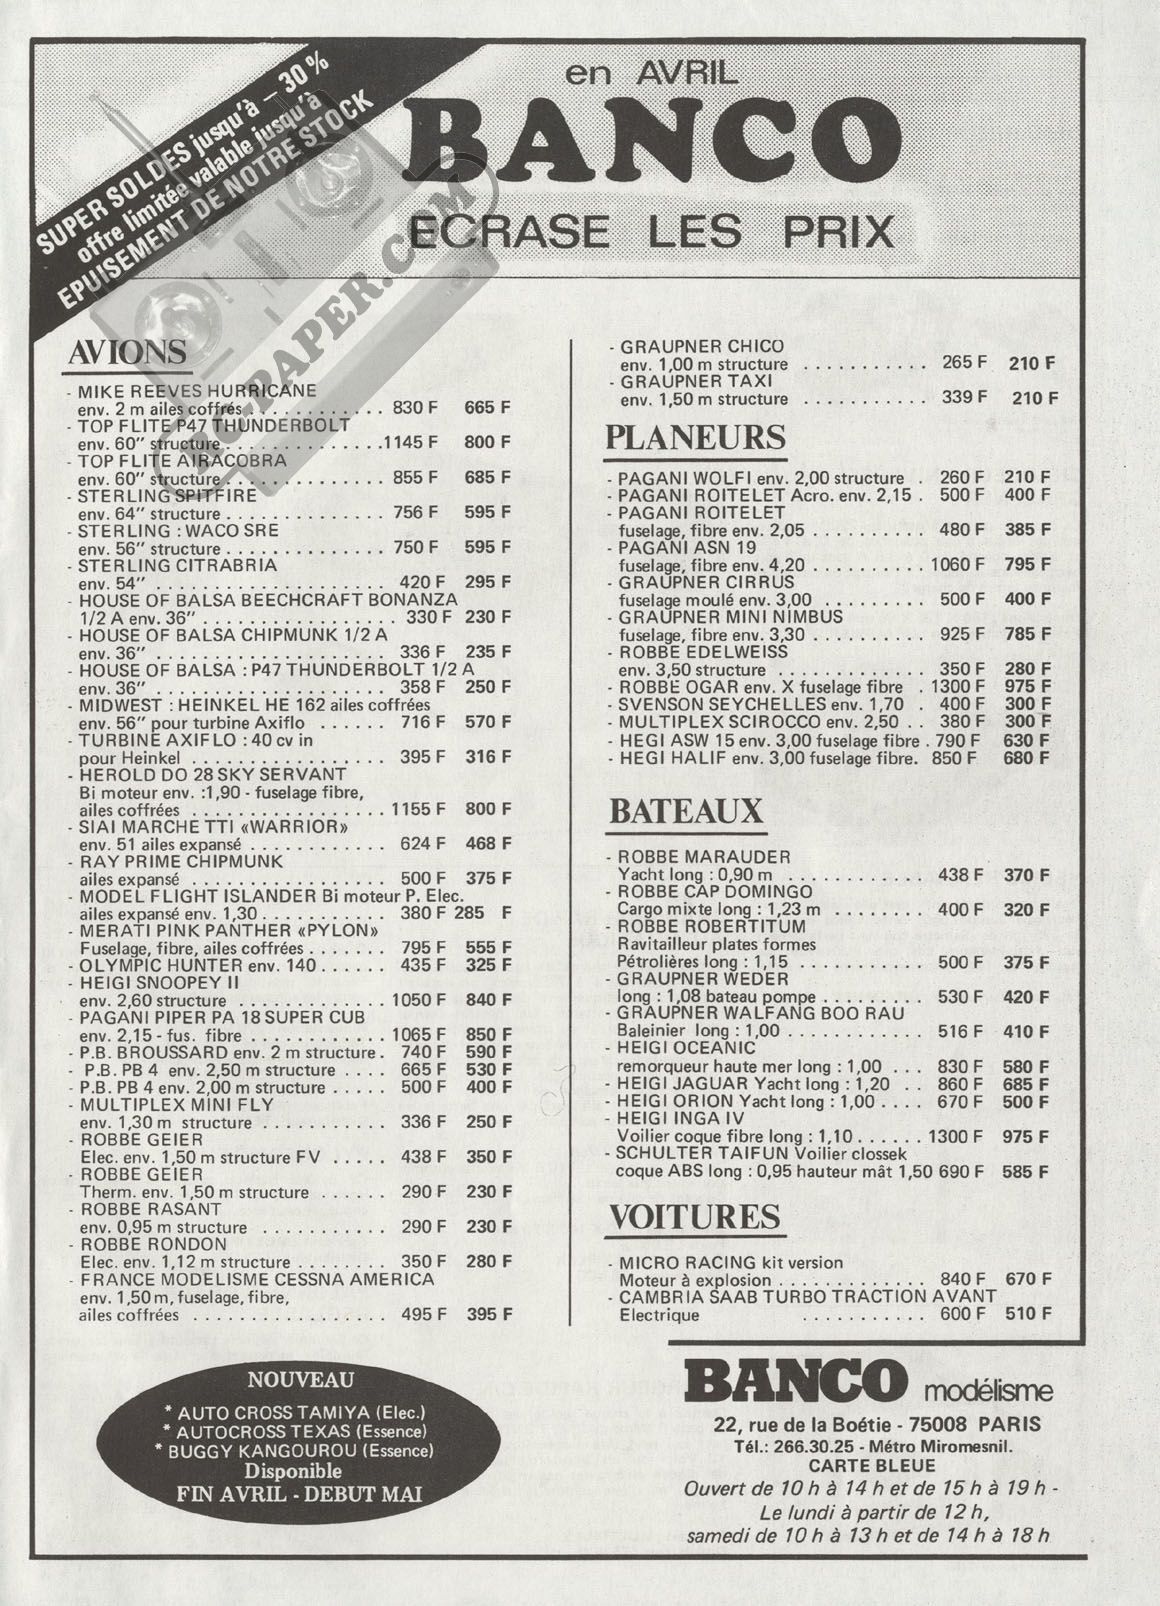 SUPER SOLDES jusqu'à – 30 %
offre limitée valable jusqu'à
EPUISEMENT DE NOTRE STOCK
en AVRIL
BANCO
ECRASE LES PRIX
RC-PAPER.COM
AVIONS
- MIKE REEVES HURRICANE
env. 2 m ailes coffrés . . . . . . . . . . . . 830 F 665 F
- TOP FLITE P47 THUNDERBOLT
env. 60" structure. . . . . . . . . . . . . .1145 F 800 F
- TOP FLITE AIRACOBRA
env. 60" structure. . . . . . . . . . . . . . 855 F 685 F
- STERLING SPITFIRE
env. 64" structure . . . . . . . . . . . . . . 756 F 595 F
- STERLING : WACO SRE
env. 56" structure . . . . . . . . . . . . . . 750 F 595 F
- STERLING CITRABRIA
env. 54" . . . . . . . . . . . . . . . . . . . . 420 F 295 F
- HOUSE OF BALSA BEECHCRAFT BONANZA
1/2 A env. 36". . . . . . . . . . . . . . . . . 330 F 230 F
- HOUSE OF BALSA CHIPMUNK 1/2 A
env. 36". . . . . . . . . . . . . . . . . . . . . 336 F 235 F
- HOUSE OF BALSA : P47 THUNDERBOLT 1/2 A
env. 36" . . . . . . . . . . . . . . . . . . . . 358 F 250 F
- MIDWEST : HEINKEL HE 162 ailes coffrées
env. 56" pour turbine Axiflo . . . . . . . 716 F 570 F
- TURBINE AXIFLO : 40 cv in
pour Heinkel . . . . . . . . . . . . . . . . . 395 F 316 F
- HEROLD DO 28 SKY SERVANT
Bi moteur env. :1,90 - fuselage fibre,
ailes coffrées . . . . . . . . . . . . . . . . . 1155 F 800 F
- SIAI MARCHE TTI «WARRIOR»
env. 51 ailes expansé . . . . . . . . . . . . 624 F 468 F
- RAY PRIME CHIPMUNK
ailes expansé . . . . . . . . . . . . . . . . . 500 F 375 F
- MODEL FLIGHT ISLANDER Bi moteur P. Elec.
ailes expansé env. 1,30 . . . . . . . . . . . 380 F 285 F
- MERATI PINK PANTHER «PYLON»
Fuselage, fibre, ailes coffrées . . . . . . . 795 F 555 F
- OLYMPIC HUNTER env. 140 . . . . . . 435 F 325 F
- HEIGI SNOOPEY II
env. 2,60 structure . . . . . . . . . . . . . 1050 F 840 F
- PAGANI PIPER PA 18 SUPER CUB
env. 2,15 - fus. fibre . . . . . . . . . . . . 1065 F 850 F
- P.B. BROUSSARD env. 2 m structure . 740 F 590 F
- P.B. PB 4 env. 2,50 m structure . . . . 665 F 530 F
- P.B. PB 4 env. 2,00 m structure . . . . . 500 F 400 F
- MULTIPLEX MINI FLY
env. 1,30 m structure . . . . . . . . . . . 336 F 250 F
- ROBBE GEIER
Elec. env. 1,50 m structure FV . . . . . 438 F 350 F
- ROBBE GEIER
Therm. env. 1,50 m structure . . . . . . 290 F 230 F
- ROBBE RASANT
env. 0,95 m structure . . . . . . . . . . . 290 F 230 F
- ROBBE RONDON
Elec. env. 1,12 m structure . . . . . . . . 350 F 280 F
- FRANCE MODELISME CESSNA AMERICA
env. 1,50 m, fuselage, fibre,
ailes coffrées . . . . . . . . . . . . . . . . . 495 F 395 F
- GRAUPNER CHICO
env. 1,00 m structure . . . . . . . . . . . 265 F 210 F
- GRAUPNER TAXI
env. 1,50 m structure . . . . . . . . . . . 339 F 210 F
PLANEURS
- PAGANI WOLFI env. 2,00 structure . 260 F 210 F
- PAGANI ROITELET Acro. env. 2,15 . 500 F 400 F
- PAGANI ROITELET
fuselage, fibre env. 2,05 . . . . . . . . . . 480 F 385 F
- PAGANI ASN 19
fuselage, fibre env. 4,20 . . . . . . . . . . 1060 F 795 F
- GRAUPNER CIRRUS
fuselage moulé env. 3,00 . . . . . . . . . 500 F 400 F
- GRAUPNER MINI NIMBUS
fuselage, fibre env. 3,30 . . . . . . . . . . 925 F 785 F
- ROBBE EDELWEISS
env. 3,50 structure . . . . . . . . . . . . . 350 F 280 F
- ROBBE OGAR env. X fuselage fibre . 1300 F 975 F
- SVENSON SEYCHELLES env. 1,70 . 400 F 300 F
- MULTIPLEX SCIROCCO env. 2,50 . . 380 F 300 F
- HEGI ASW 15 env. 3,00 fuselage fibre . 790 F 630 F
- HEGI HALIF env. 3,00 fuselage fibre. 850 F 680 F
BATEAUX
- ROBBE MARAUDER
Yacht long : 0,90 m . . . . . . . . . . . . 438 F 370 F
- ROBBE CAP DOMINGO
Cargo mixte long : 1,23 m . . . . . . . . 400 F 320 F
- ROBBE ROBERTITUM
Ravitailleur plates formes
Pétrolières long : 1,15 . . . . . . . . . . . 500 F 375 F
- GRAUPNER WEDER
long : 1,08 bateau pompe . . . . . . . . . 530 F 420 F
- GRAUPNER WALFANG BOO RAU
Baleinier long : 1,00 . . . . . . . . . . . . 516 F 410 F
- HEIGI OCEANIC
remorqueur haute mer long : 1,00 . . . 830 F 580 F
- HEIGI JAGUAR Yacht long : 1,20 . . 860 F 685 F
- HEIGI ORION Yacht long : 1,00 . . . . 670 F 500 F
- HEIGI INGA IV
Voilier coque fibre long : 1,10 . . . . . . 1300 F 975 F
- SCHULTER TAIFUN Voilier clossek
coque ABS long : 0,95 hauteur mât 1,50 690 F 585 F
VOITURES
- MICRO RACING kit version
Moteur à explosion . . . . . . . . . . . . . 840 F 670 F
- CAMBRIA SAAB TURBO TRACTION AVANT
Electrique . . . . . . . . . . . 600 F 510 F
NOUVEAU
* AUTO CROSS TAMIYA (Elec.)
* AUTOCROSS TEXAS (Essence)
* BUGGY KANGOUROU (Essence)
Disponible
FIN AVRIL - DEBUT MAI
BANCO modélisme
22, rue de la Boétie - 75008 PARIS
Tél.: 266.30.25 - Métro Miromesnil.
CARTE BLEUE
Ouvert de 10 h à 14 h et de 15 h à 19 h -
Le lundi à partir de 12 h,
samedi de 10 h à 13 h et de 14 h à 18 h